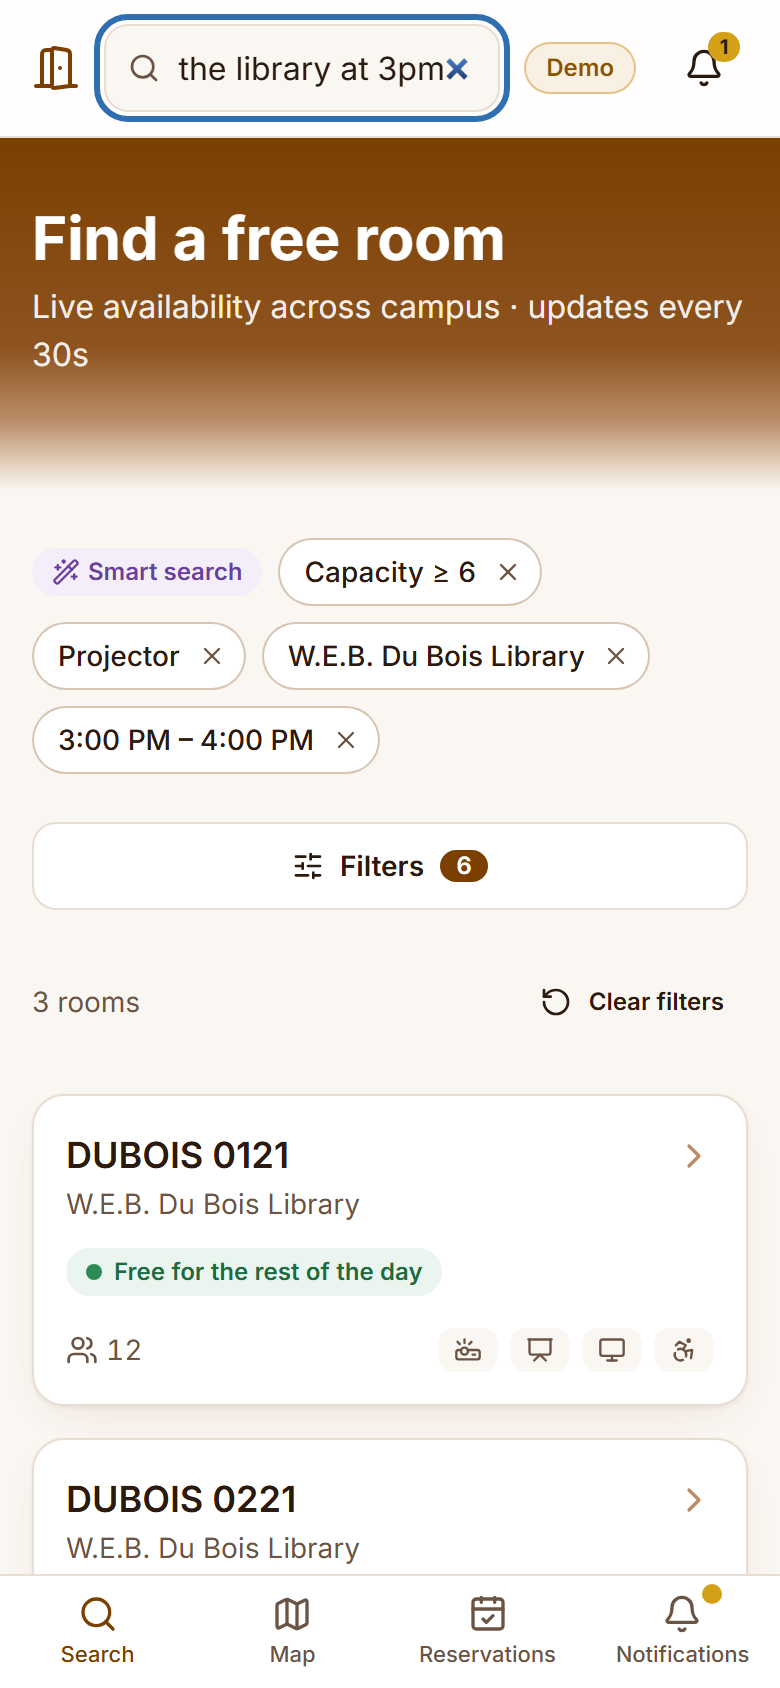 the library at 3pm
Demo
1
Find a free room
Live availability across campus · updates every
30s
Smart search
Capacity ≥ 6
Projector
W.E.B. Du Bois Library
3:00 PM – 4:00 PM
Filters 6
3 rooms
Clear filters
DUBOIS 0121
W.E.B. Du Bois Library
Free for the rest of the day
12
DUBOIS 0221
W.E.B. Du Bois Library
Search
Map
Reservations
Notifications